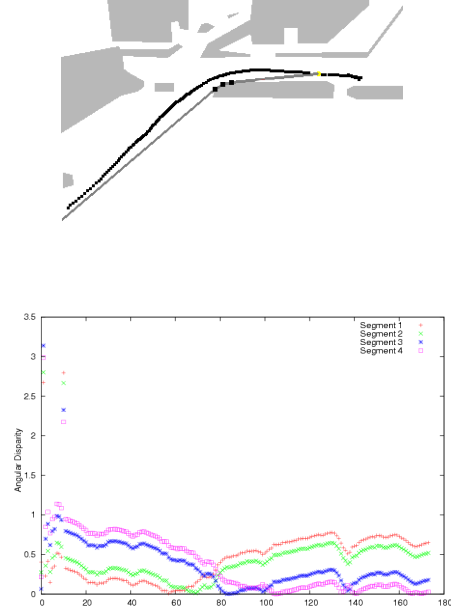 3.5
Segment 1
Segment 2
Segment 3
Segment 4
3
2.5
2
1.5
1
0.5
0
Angular Disparity
0 20 40 60 80 100 120 140 160 180